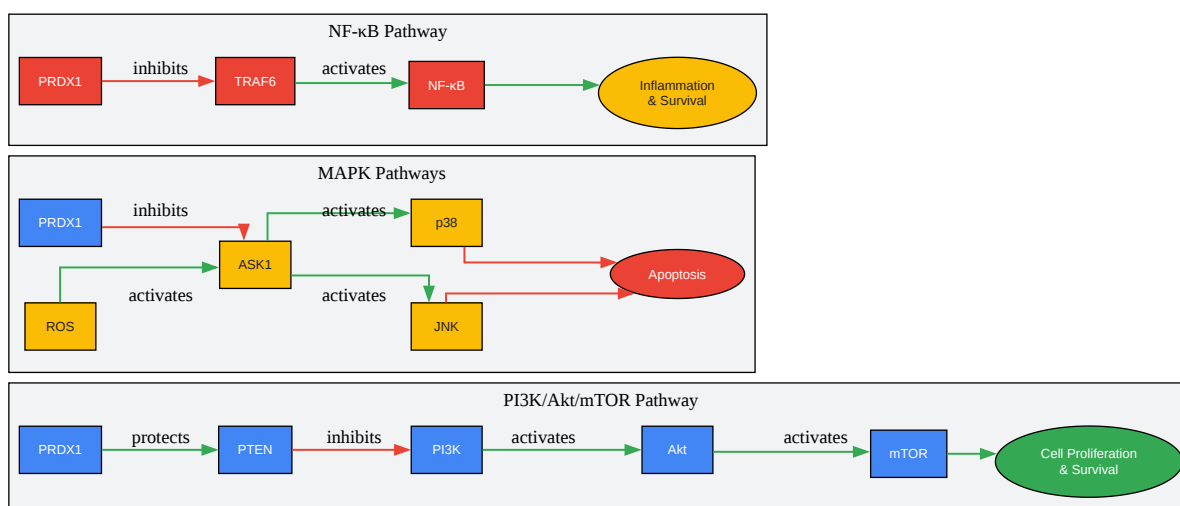 NF-κB Pathway
PRDX1
inhibits
TRAF6
activates
NF-κB
Inflammation
& Survival
MAPK Pathways
PRDX1
inhibits
ASK1
activates
p38
ROS
activates
activates
JNK
Apoptosis
PI3K/Akt/mTOR Pathway
PRDX1
protects
PTEN
inhibits
PI3K
activates
Akt
activates
mTOR
Cell Proliferation
& Survival